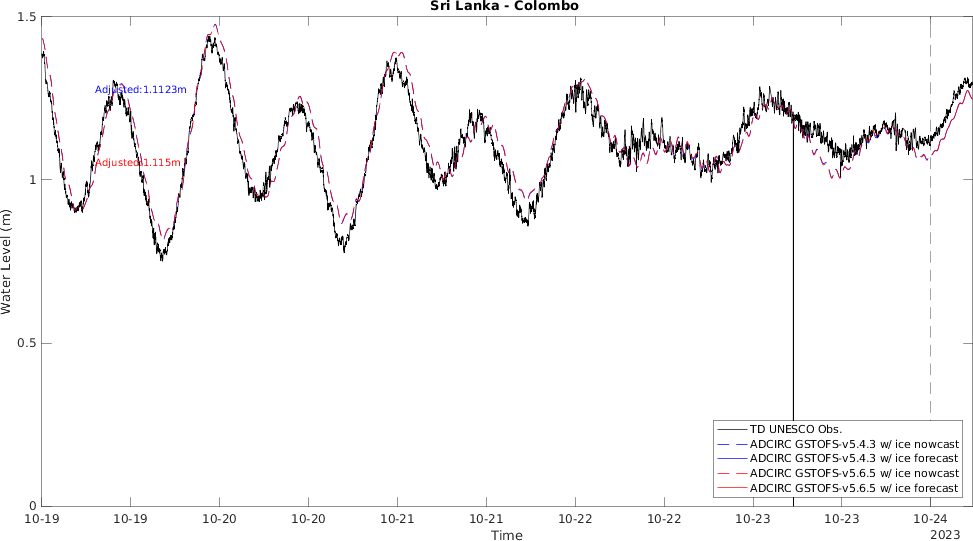 Sri Lanka - Colombo
1.5
Adjusted:1.1123m
Adjusted:1.115m
1
Water Level (m)
0.5
0
TD UNESCO Obs.
ADCIRC GSTOFS-v5.4.3 w/ ice nowcast
ADCIRC GSTOFS-v5.4.3 w/ ice forecast
ADCIRC GSTOFS-v5.6.5 w/ ice nowcast
ADCIRC GSTOFS-v5.6.5 w/ ice forecast
10-19 10-19 10-20 10-20 10-21 10-21 10-22 10-22 10-23 10-23 10-24
Time
2023